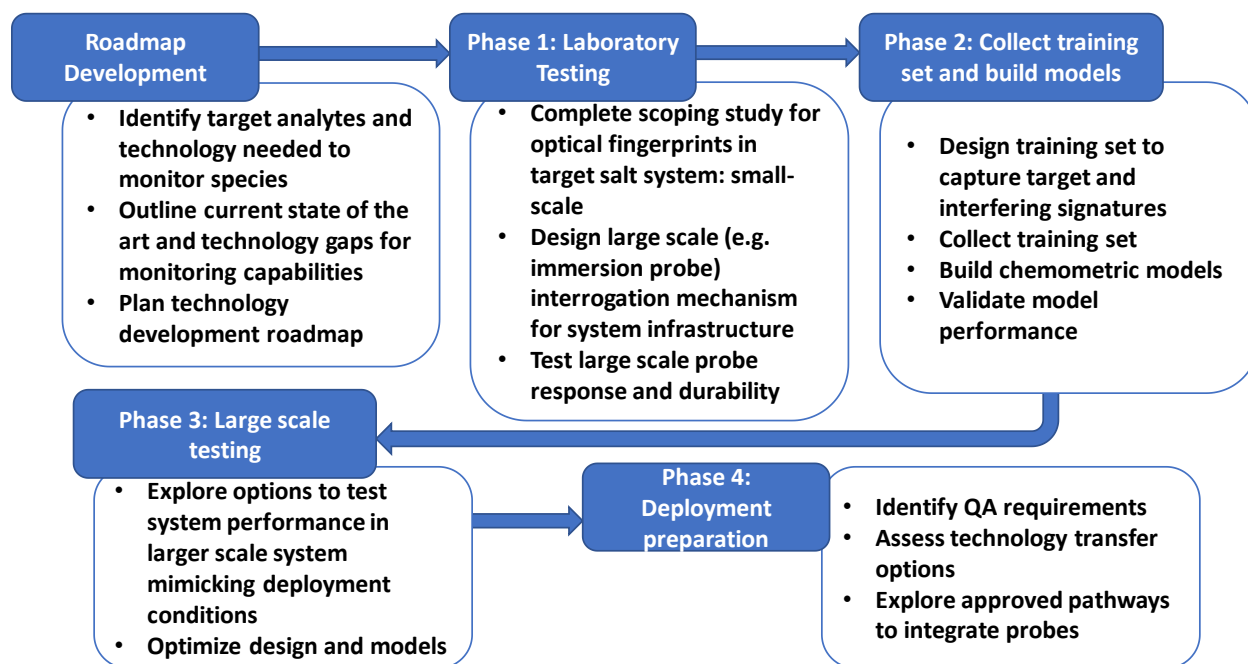 Roadmap
Development
• Identify target analytes and
technology needed to
monitor species
• Outline current state of the
art and technology gaps for
monitoring capabilities
• Plan technology
development roadmap
Phase 1: Laboratory
Testing
• Complete scoping study for
optical fingerprints in
target salt system: small-
scale
• Design large scale (e.g.
immersion probe)
interrogation mechanism
for system infrastructure
• Test large scale probe
response and durability
Phase 2: Collect training
set and build models
• Design training set to
capture target and
interfering signatures
• Collect training set
• Build chemometric models
• Validate model
performance
Phase 3: Large scale
testing
• Explore options to test
system performance in
larger scale system
mimicking deployment
conditions
• Optimize design and models
Phase 4:
Deployment
preparation
• Identify QA requirements
• Assess technology transfer
options
• Explore approved pathways
to integrate probes